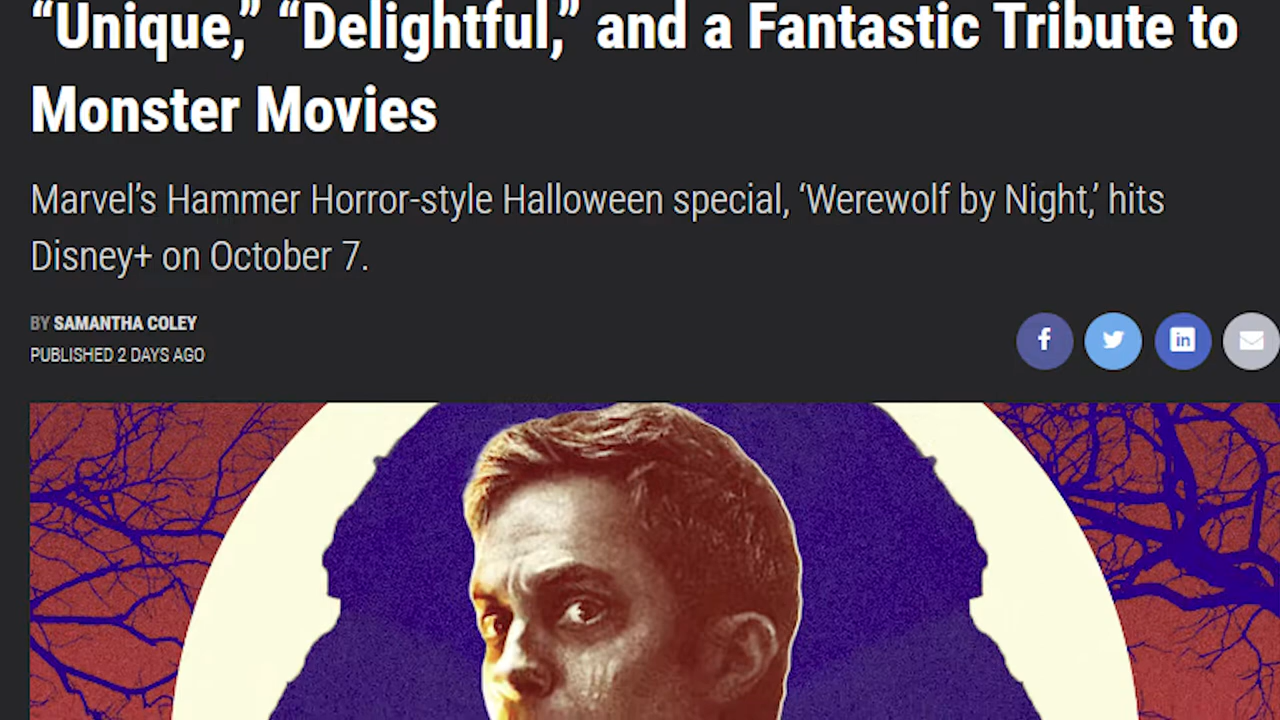 “Unique,” “Delightful,” and a Fantastic Tribute to
Monster Movies
Marvel’s Hammer Horror-style Halloween special, ‘Werewolf by Night,’ hits
Disney+ on October 7.
BY SAMANTHA COLEY
PUBLISHED 2 DAYS AGO
f
in